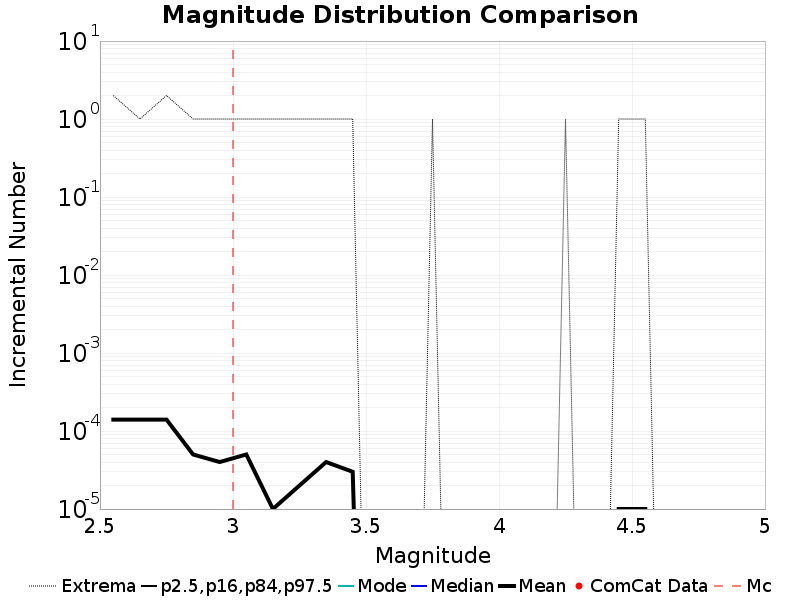 Magnitude Distribution Comparison
10^1
10^0
10^-1
10^-2
10^-3
10^-4
10^-5
Incremental Number
2.5 3 3.5 4 4.5 5
Magnitude
Extrema p2.5,p16,p84,p97.5 Mode Median Mean ComCat Data Mc